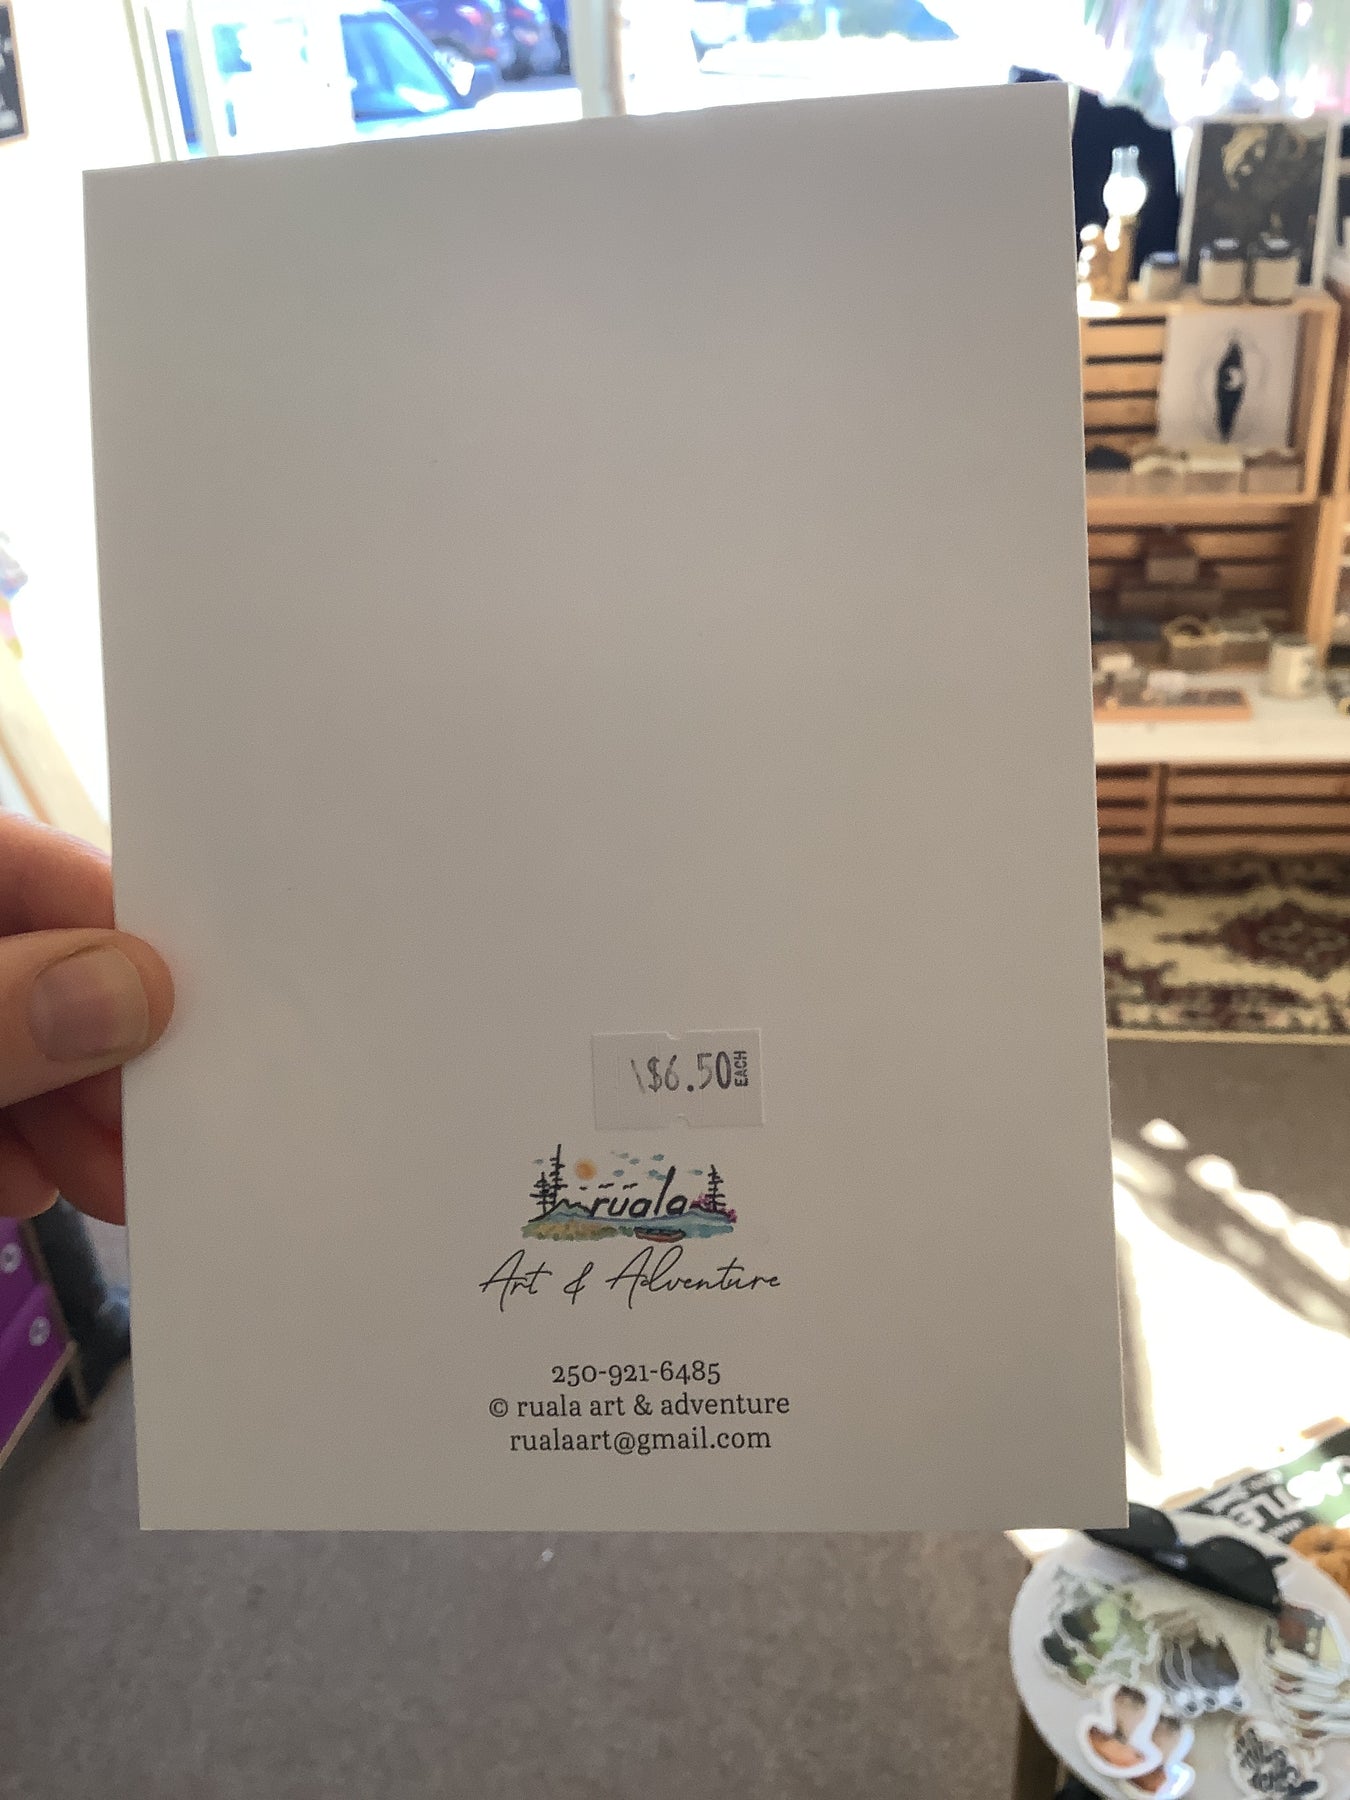 \$6.50 EACH
ruala
Art & Adventure
250-921-6485
© ruala art & adventure
rualaart@gmail.com